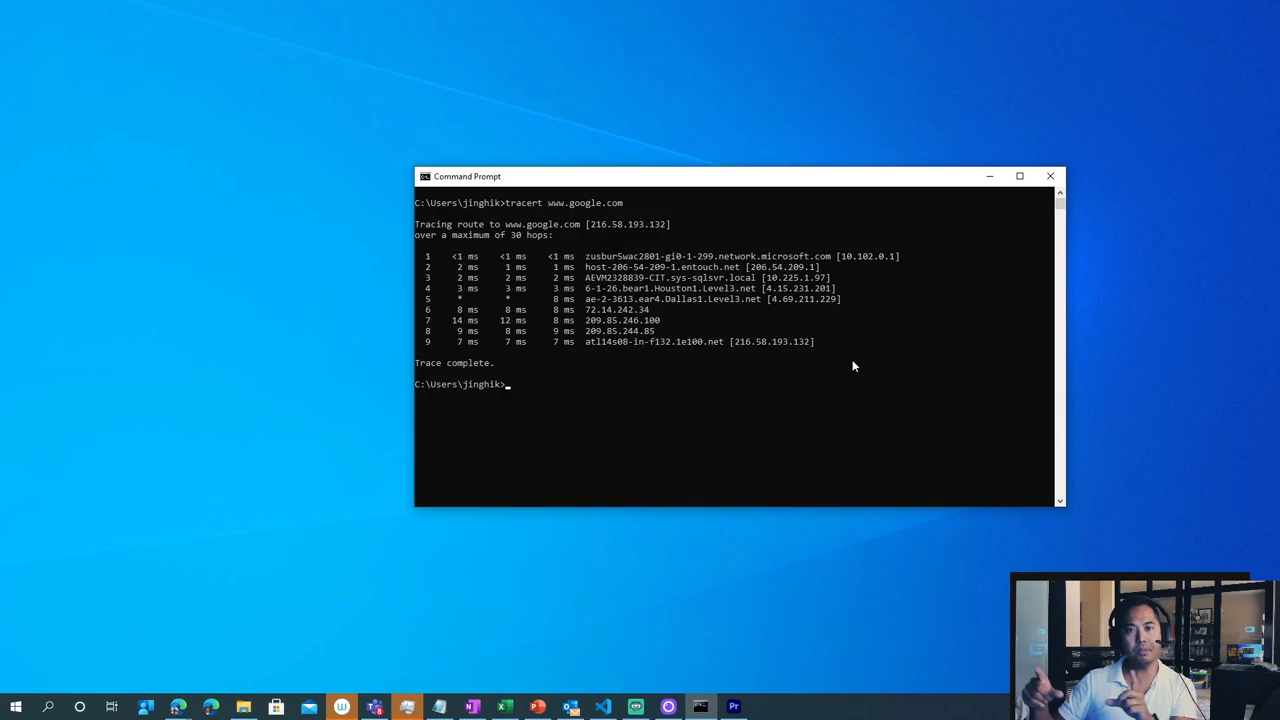 Command Prompt
C:\Users\jinghik>tracert www.google.com
Tracing route to www.google.com [216.58.193.132]
over a maximum of 30 hops:
1 <1 ms <1 ms <1 ms zusbur5wac2801-gi0-1-299.network.microsoft.com [10.102.0.1]
2 2 ms 1 ms 1 ms host-206-54-209-1.entouch.net [206.54.209.1]
3 2 ms 2 ms 2 ms AEVM2328839-CIT.sys-sqlsvr.local [10.225.1.97]
4 3 ms 3 ms 3 ms 6-1-26.bear1.Houston1.Level3.net [4.15.231.201]
5 * * 8 ms ae-2-3613.ear4.Dallas1.Level3.net [4.69.211.229]
6 8 ms 8 ms 8 ms 72.14.242.34
7 14 ms 12 ms 8 ms 209.85.246.100
8 9 ms 8 ms 9 ms 209.85.244.85
9 7 ms 7 ms 7 ms atl14s08-in-f132.1e100.net [216.58.193.132]
Trace complete.
C:\Users\jinghik>